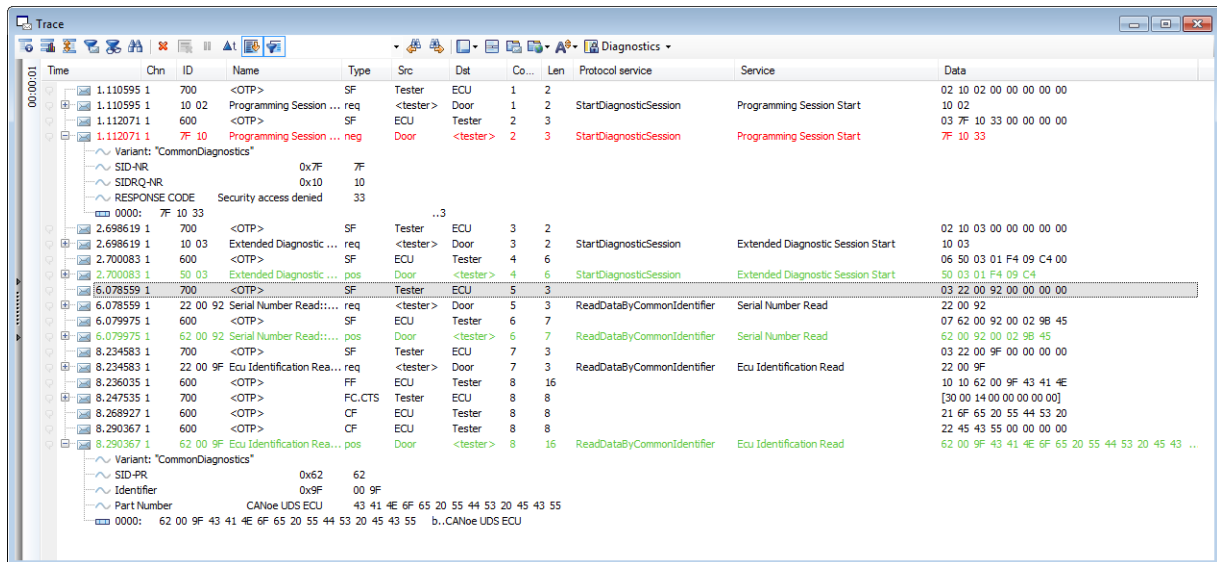 Trace
Diagnostics
00:00:01
Time Chn ID Name Type Src Dst Co... Len Protocol service Service Data
1.110595 1 700 <OTP> SF Tester ECU 1 2 02 10 02 00 00 00 00 00
1.110595 1 10 02 Programming Session ... req <tester> Door 1 2 StartDiagnosticSession Programming Session Start 10 02
1.112071 1 600 <OTP> SF ECU Tester 2 3 03 7F 10 33 00 00 00 00
1.112071 1 7F 10 Programming Session ... neg Door <tester> 2 3 StartDiagnosticSession Programming Session Start 7F 10 33
Variant: "CommonDiagnostics"
SID-NR 0x7F 7F
SIDRQ-NR 0x10 10
RESPONSE CODE Security access denied 33
0000: 7F 10 33 ..3
2.698619 1 700 <OTP> SF Tester ECU 3 2 02 10 03 00 00 00 00 00
2.698619 1 10 03 Extended Diagnostic ... req <tester> Door 3 2 StartDiagnosticSession Extended Diagnostic Session Start 10 03
2.700083 1 600 <OTP> SF ECU Tester 4 6 06 50 03 01 F4 09 C4 00
2.700083 1 50 03 Extended Diagnostic ... pos Door <tester> 4 6 StartDiagnosticSession Extended Diagnostic Session Start 50 03 01 F4 09 C4
6.078559 1 700 <OTP> SF Tester ECU 5 3 03 22 00 92 00 00 00 00
6.078559 1 22 00 92 Serial Number Read::... req <tester> Door 5 3 ReadDataByCommonIdentifier Serial Number Read 22 00 92
6.079975 1 600 <OTP> SF ECU Tester 6 7 07 62 00 92 00 02 9B 45
6.079975 1 62 00 92 Serial Number Read::... pos Door <tester> 6 7 ReadDataByCommonIdentifier Serial Number Read 62 00 92 00 02 9B 45
8.234583 1 700 <OTP> SF Tester ECU 7 3 03 22 00 9F 00 00 00 00
8.234583 1 22 00 9F Ecu Identification Rea... req <tester> Door 7 3 ReadDataByCommonIdentifier Ecu Identification Read 22 00 9F
8.236035 1 600 <OTP> FF ECU Tester 8 16 10 10 62 00 9F 43 41 4E
8.247535 1 700 <OTP> FC.CTS Tester ECU 8 8 [30 00 14 00 00 00 00 00]
8.268927 1 600 <OTP> CF ECU Tester 8 8 21 6F 65 20 55 44 53 20
8.290367 1 600 <OTP> CF ECU Tester 8 8 22 45 43 55 00 00 00 00
8.290367 1 62 00 9F Ecu Identification Rea... pos Door <tester> 8 16 ReadDataByCommonIdentifier Ecu Identification Read 62 00 9F 43 41 4E 6F 65 20 55 44 53 20 45 43 ...
Variant: "CommonDiagnostics"
SID-PR 0x62 62
Identifier 0x9F 00 9F
Part Number CANoe UDS ECU 43 41 4E 6F 65 20 55 44 53 20 45 43 55
0000: 62 00 9F 43 41 4E 6F 65 20 55 44 53 20 45 43 55 b..CANoe UDS ECU